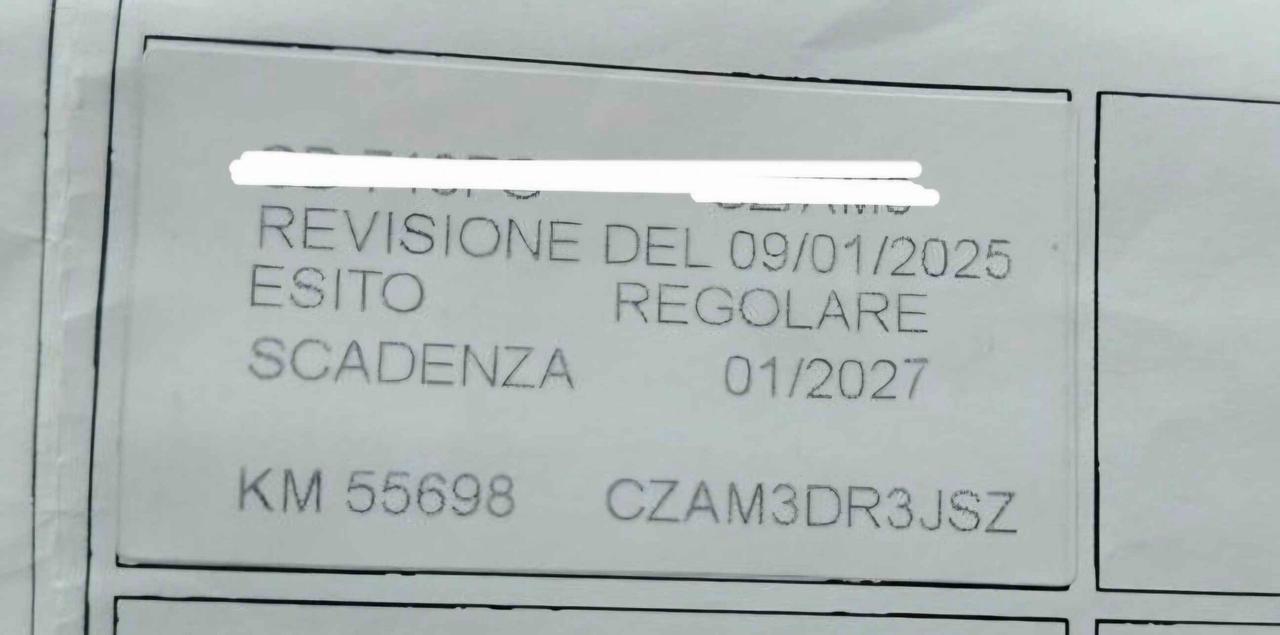 REVISIONE DEL 09/01/2025
ESITO REGOLARE
SCADENZA 01/2027
KM 55698 CZAM3DR3JSZ